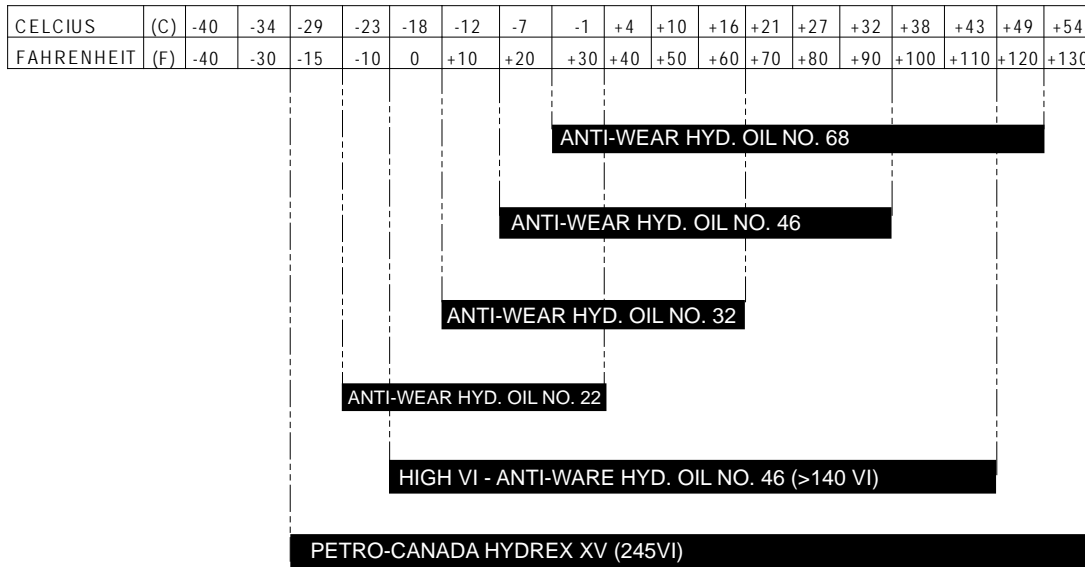 CELCIUS (C) -40 -34 -29 -23 -18 -12 -7 -1 +4 +10 +16 +21 +27 +32 +38 +43 +49 +54
FAHRENHEIT (F) -40 -30 -15 -10 0 +10 +20 +30 +40 +50 +60 +70 +80 +90 +100 +110 +120 +130
ANTI-WEAR HYD. OIL NO. 68
ANTI-WEAR HYD. OIL NO. 46
ANTI-WEAR HYD. OIL NO. 32
ANTI-WEAR HYD. OIL NO. 22
HIGH VI - ANTI-WARE HYD. OIL NO. 46 (>140 VI)
PETRO-CANADA HYDREX XV (245VI)